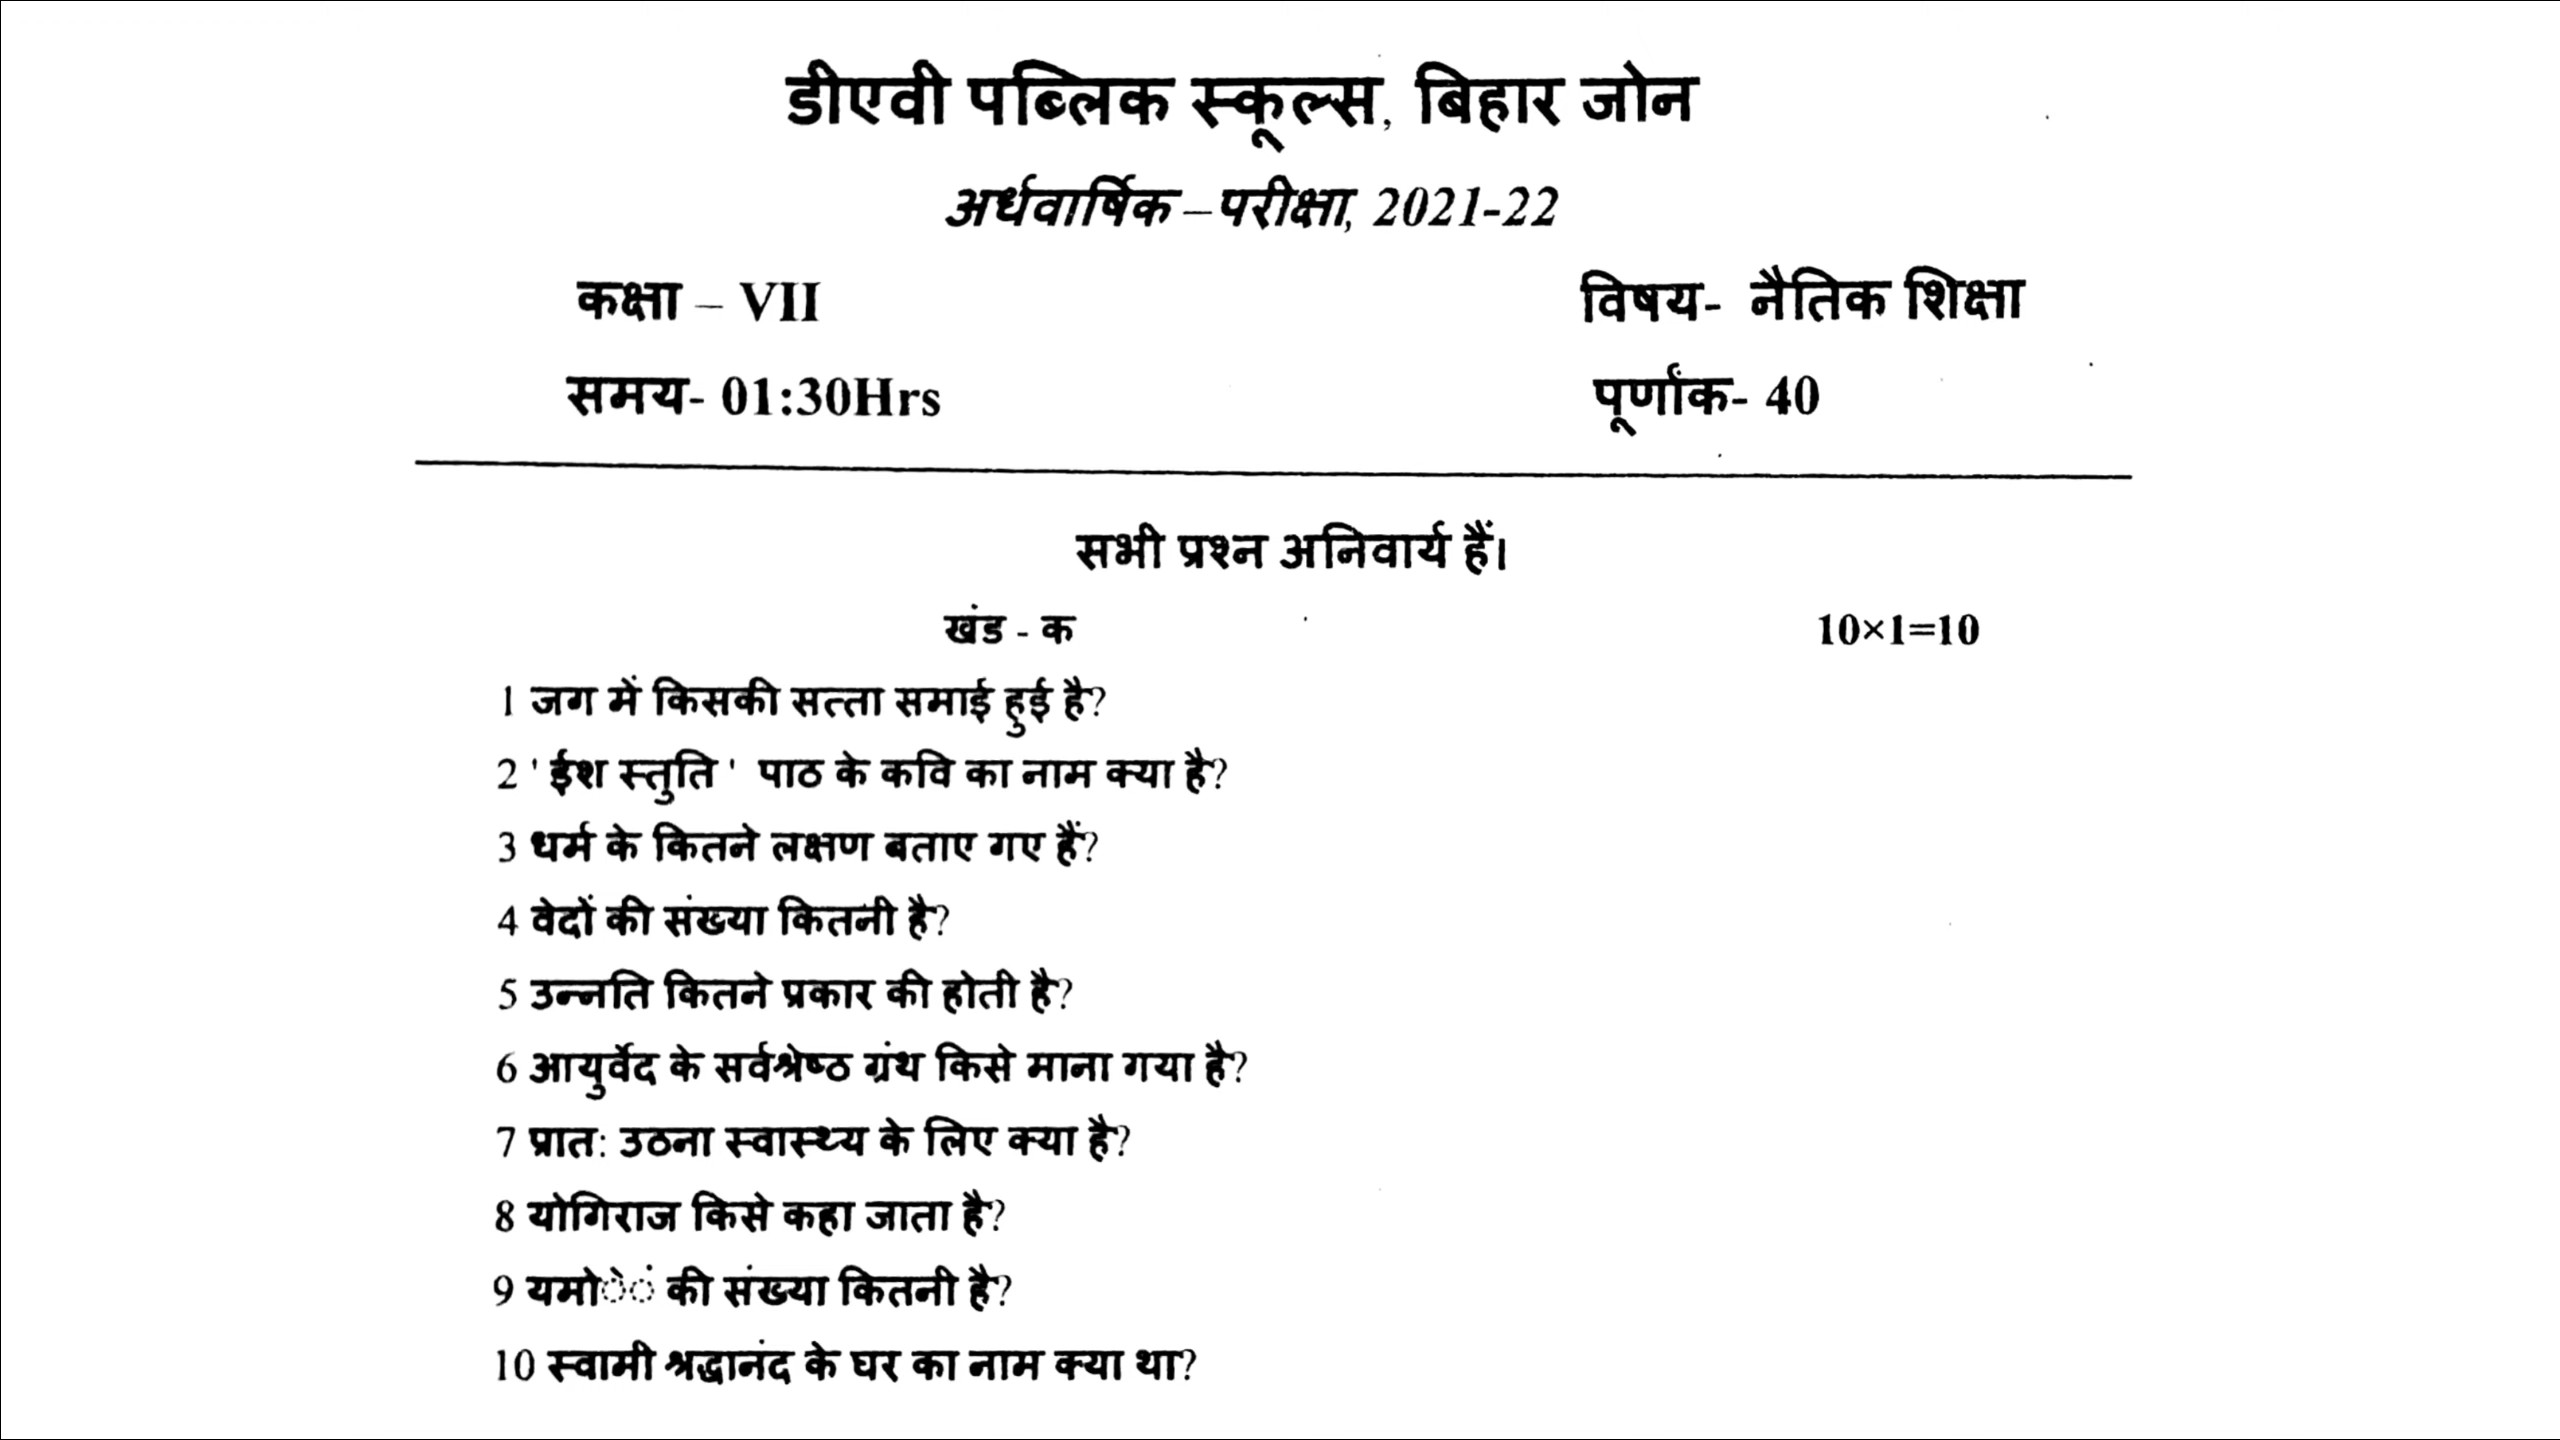 डीएवी पब्लिक स्कूल्स, बिहार जोन
अर्धवार्षिक –परीक्षा, 2021-22
कक्षा – VII विषय- नैतिक शिक्षा
समय- 01:30Hrs पूर्णांक- 40
सभी प्रश्न अनिवार्य हैं।
खंड - क 10×1=10
1 जग में किसकी सत्ता समाई हुई है?
2 ' ईश स्तुति ' पाठ के कवि का नाम क्या है?
3 धर्म के कितने लक्षण बताए गए हैं?
4 वेदों की संख्या कितनी है?
5 उन्नति कितने प्रकार की होती है?
6 आयुर्वेद के सर्वश्रेष्ठ ग्रंथ किसे माना गया है?
7 प्रात: उठना स्वास्थ्य के लिए क्या है?
8 योगिराज किसे कहा जाता है?
9 यमोें की संख्या कितनी है?
10 स्वामी श्रद्धानंद के घर का नाम क्या था?